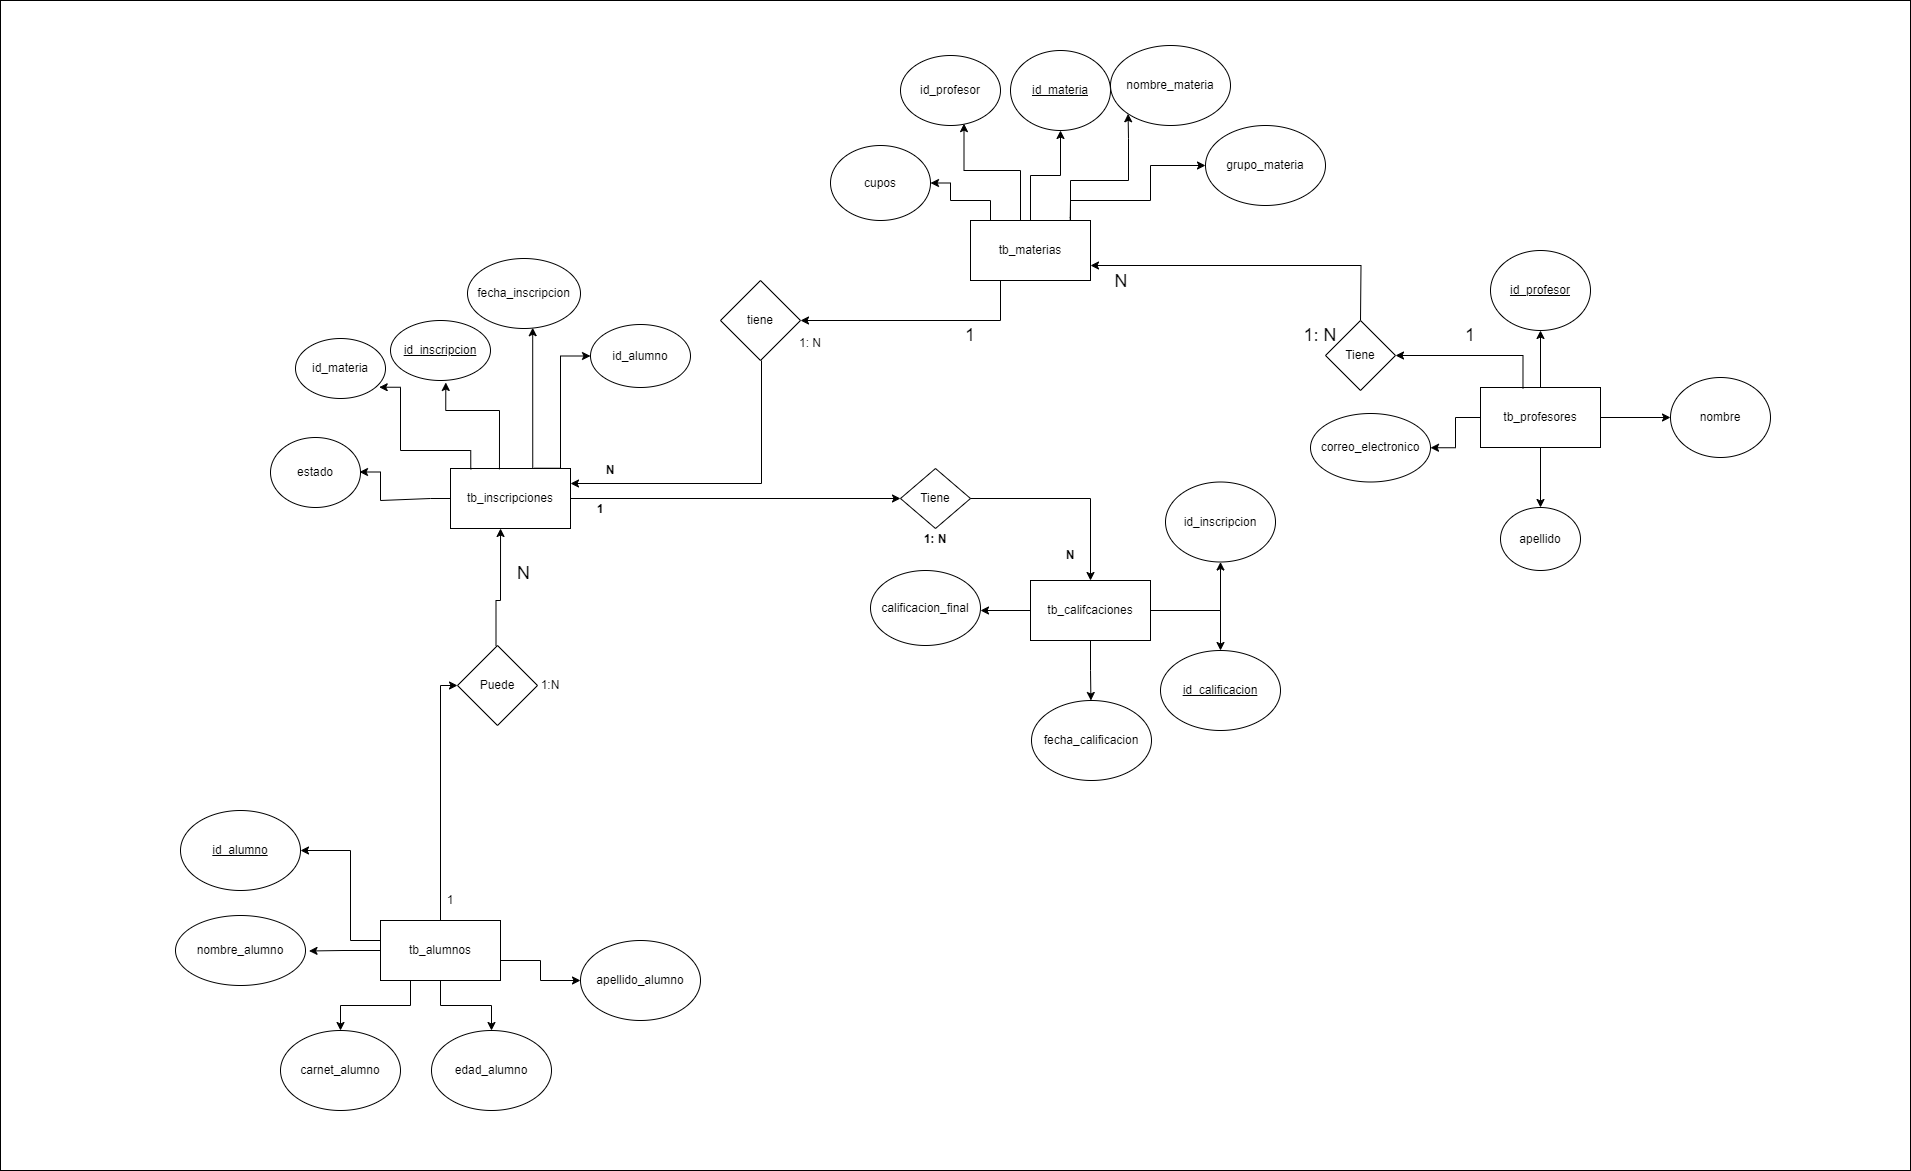 nombre_materia
id_profesor
id_materia
grupo_materia
cupos
tb_materias
N
id_profesor
fecha_inscripcion
tiene
1
1: N
1: N
1
Tiene
id_inscripcion
id_alumno
id_materia
tb_profesores
nombre
correo_electronico
estado
N
tb_inscripciones
1
Tiene
1: N
id_inscripcion
apellido
N
N
calificacion_final
tb_califcaciones
Puede
1:N
id_calificacion
fecha_calificacion
id_alumno
1
nombre_alumno
tb_alumnos
apellido_alumno
carnet_alumno
edad_alumno